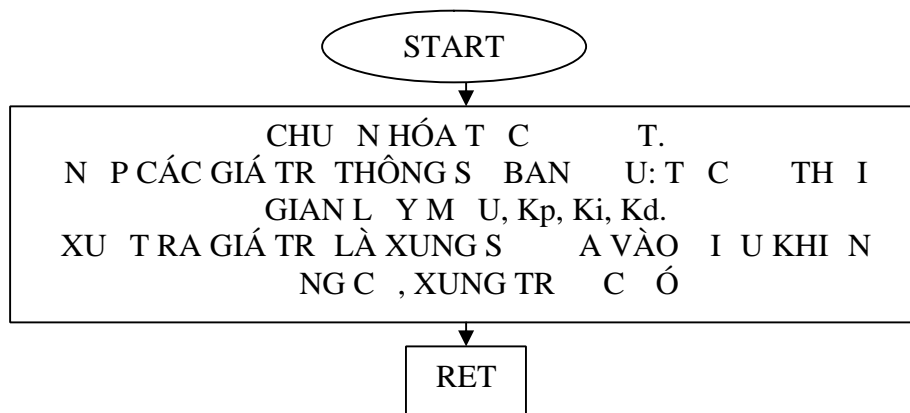 START
CHU N HÓA T C T.
N P CÁC GIÁ TR THÔNG S BAN U: T C TH I
GIAN L Y M U, Kp, Ki, Kd.
XU T RA GIÁ TR LÀ XUNG S A VÀO I U KHI N
NG C , XUNG TR C Ó
RET